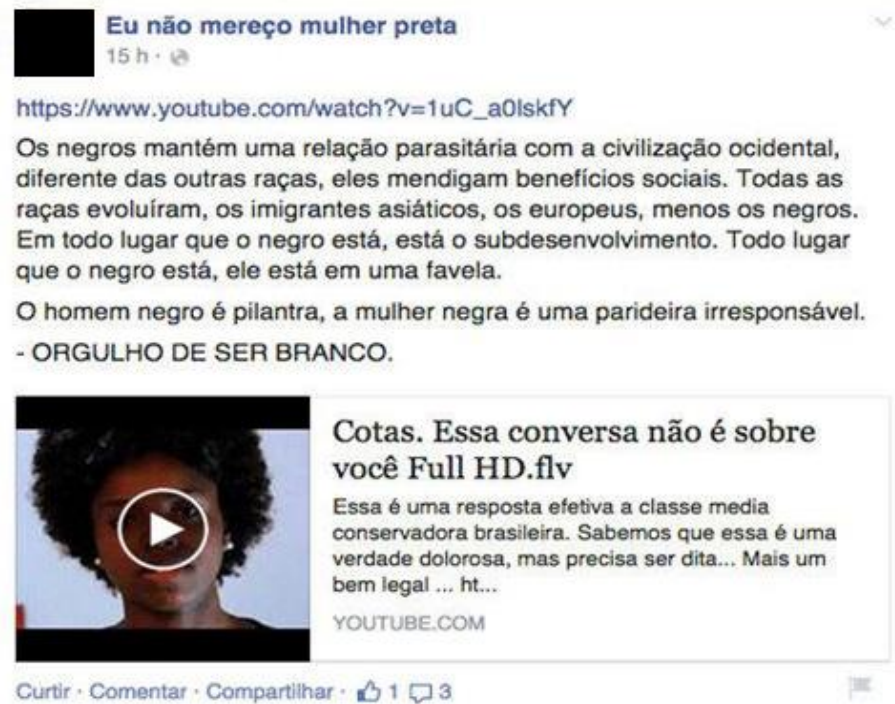 Eu não mereço mulher preta
15 h ·
https://www.youtube.com/watch?v=1uC_a0lskfY
Os negros mantém uma relação parasitária com a civilização ocidental,
diferente das outras raças, eles mendigam benefícios sociais. Todas as
raças evoluíram, os imigrantes asiáticos, os europeus, menos os negros.
Em todo lugar que o negro está, está o subdesenvolvimento. Todo lugar
que o negro está, ele está em uma favela.
O homem negro é pilantra, a mulher negra é uma parideira irresponsável.
- ORGULHO DE SER BRANCO.
Cotas. Essa conversa não é sobre
você Full HD.flv
Essa é uma resposta efetiva a classe media
conservadora brasileira. Sabemos que essa é uma
verdade dolorosa, mas precisa ser dita... Mais um
bem legal ... ht...
YOUTUBE.COM
Curtir · Comentar · Compartilhar · 1 3